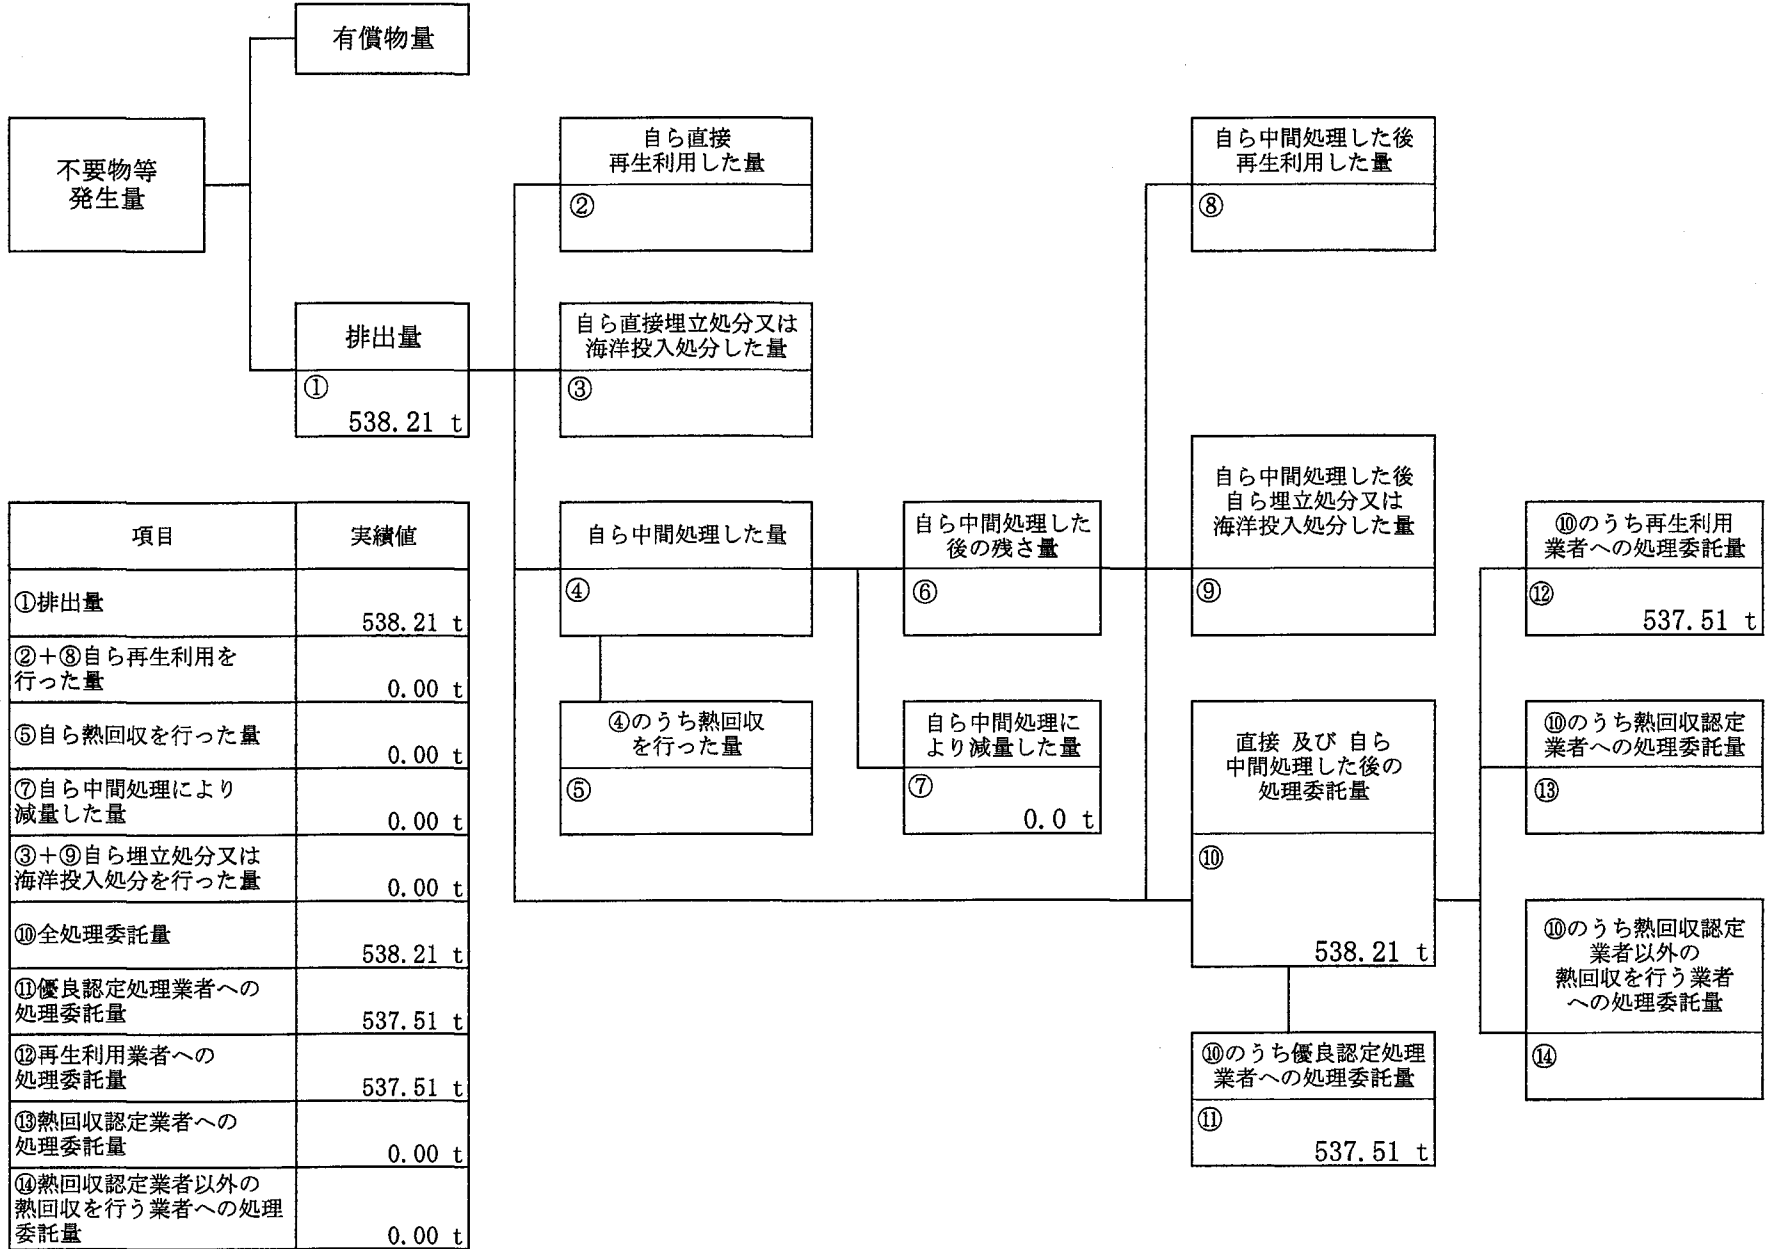 有償物量
不要物等
発生量
排出量
①
538.21 t
自ら直接
再生利用した量
②
自ら直接埋立処分又は
海洋投入処分した量
③
自ら中間処理した量
④
④のうち熱回収
を行った量
⑤
自ら中間処理した
後の残さ量
⑥
自ら中間処理に
より減量した量
⑦
0.0 t
自ら中間処理した後
再生利用した量
⑧
自ら中間処理した後
自ら埋立処分又は
海洋投入処分した量
⑨
直接 及び 自ら
中間処理した後の
処理委託量
⑩
538.21 t
⑩のうち優良認定処理
業者への処理委託量
⑪
537.51 t
⑩のうち再生利用
業者への処理委託量
⑫
537.51 t
⑩のうち熱回収認定
業者への処理委託量
⑬
⑩のうち熱回収認定
業者以外の
熱回収を行う業者
への処理委託量
⑭
項目 実績値
①排出量
538.21 t
②+⑧自ら再生利用を
行った量
0.00 t
⑤自ら熱回収を行った量
0.00 t
⑦自ら中間処理により
減量した量
0.00 t
③+⑨自ら埋立処分又は
海洋投入処分を行った量
0.00 t
⑩全処理委託量
538.21 t
⑪優良認定処理業者への
処理委託量
537.51 t
⑫再生利用業者への
処理委託量
537.51 t
⑬熱回収認定業者への
処理委託量
0.00 t
⑭熱回収認定業者以外の
熱回収を行う業者への処理
委託量
0.00 t